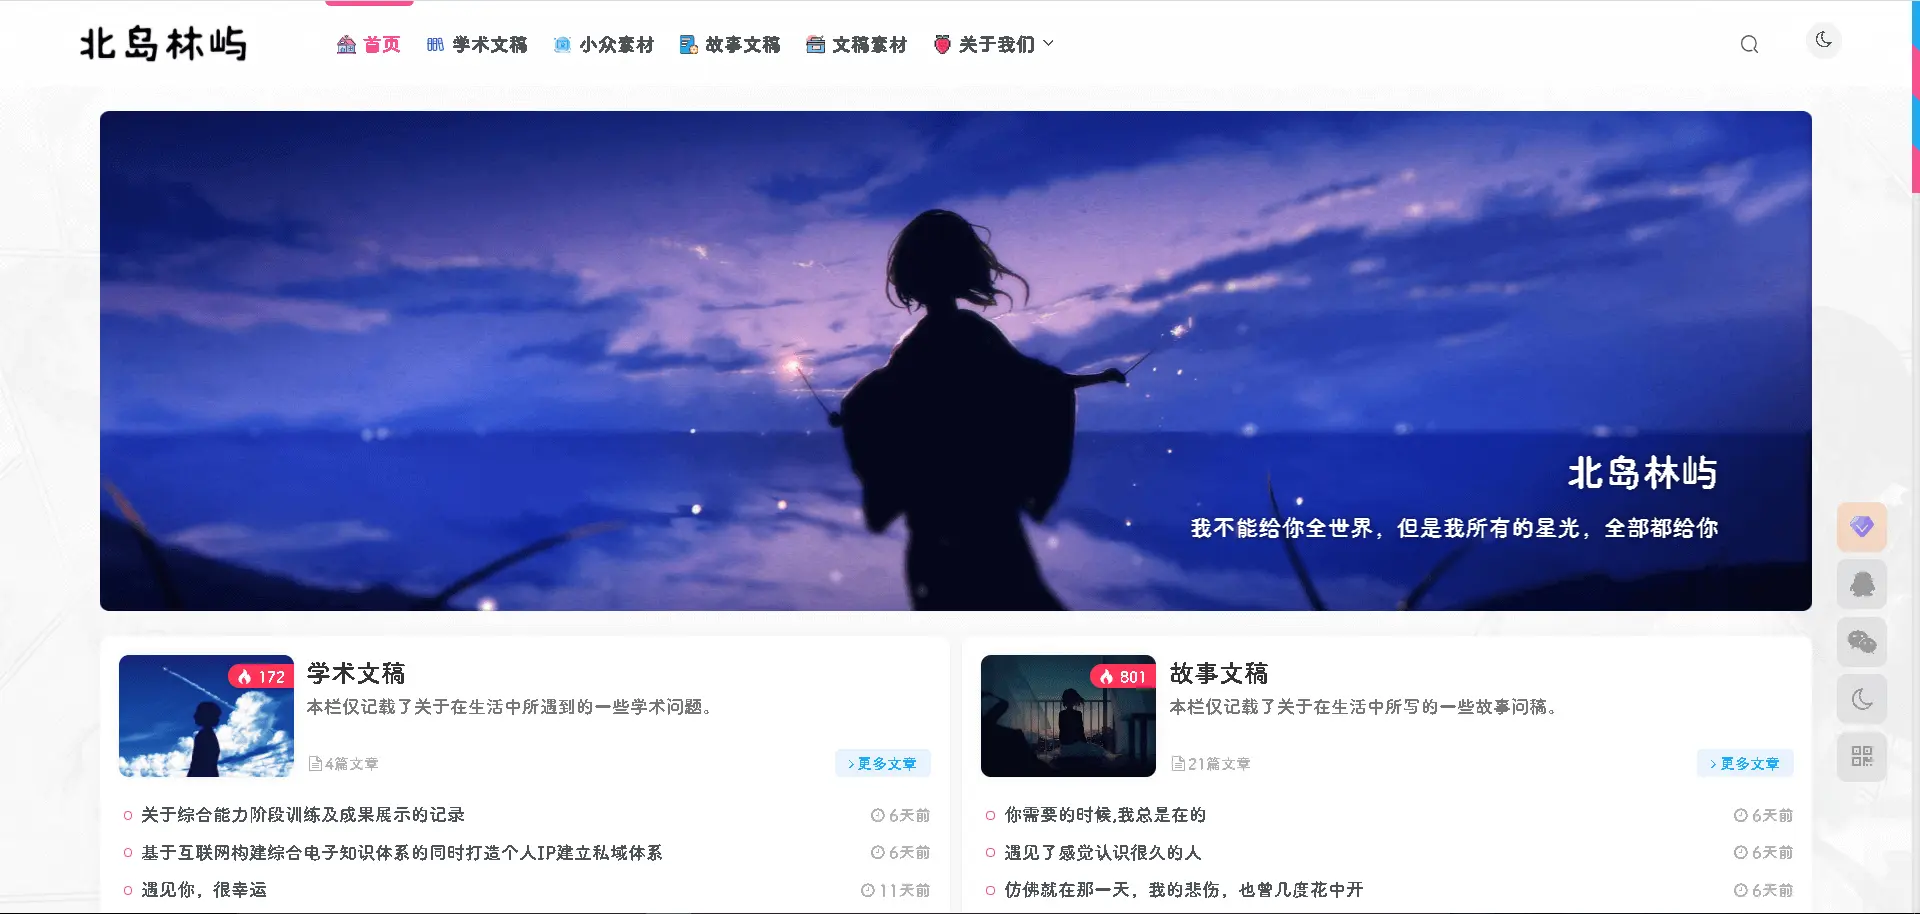 北岛林屿
首页 学术文稿 小众素材 故事文稿 文稿素材 关于我们
北岛林屿
我不能给你全世界，但是我所有的星光，全部都给你
172
学术文稿
本栏仅记载了关于在生活中所遇到的一些学术问题。
4篇文章
更多文章
关于综合能力阶段训练及成果展示的记录 6天前
基于互联网构建综合电子知识体系的同时打造个人IP建立私域体系 6天前
遇见你，很幸运 11天前
801
故事文稿
本栏仅记载了关于在生活中所写的一些故事问稿。
21篇文章
更多文章
你需要的时候,我总是在的 6天前
遇见了感觉认识很久的人 6天前
仿佛就在那一天，我的悲伤，也曾几度花中开 6天前